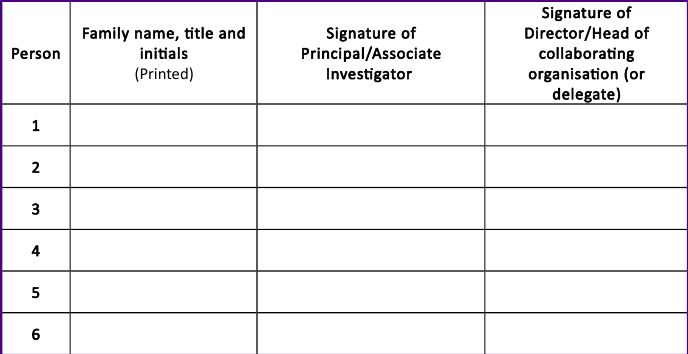 Person
Family name, title and
initials
(Printed)
Signature of
Principal/Associate
Investigator
Signature of
Director/Head of
collaborating
organisation (or
delegate)
1
2
3
4
5
6